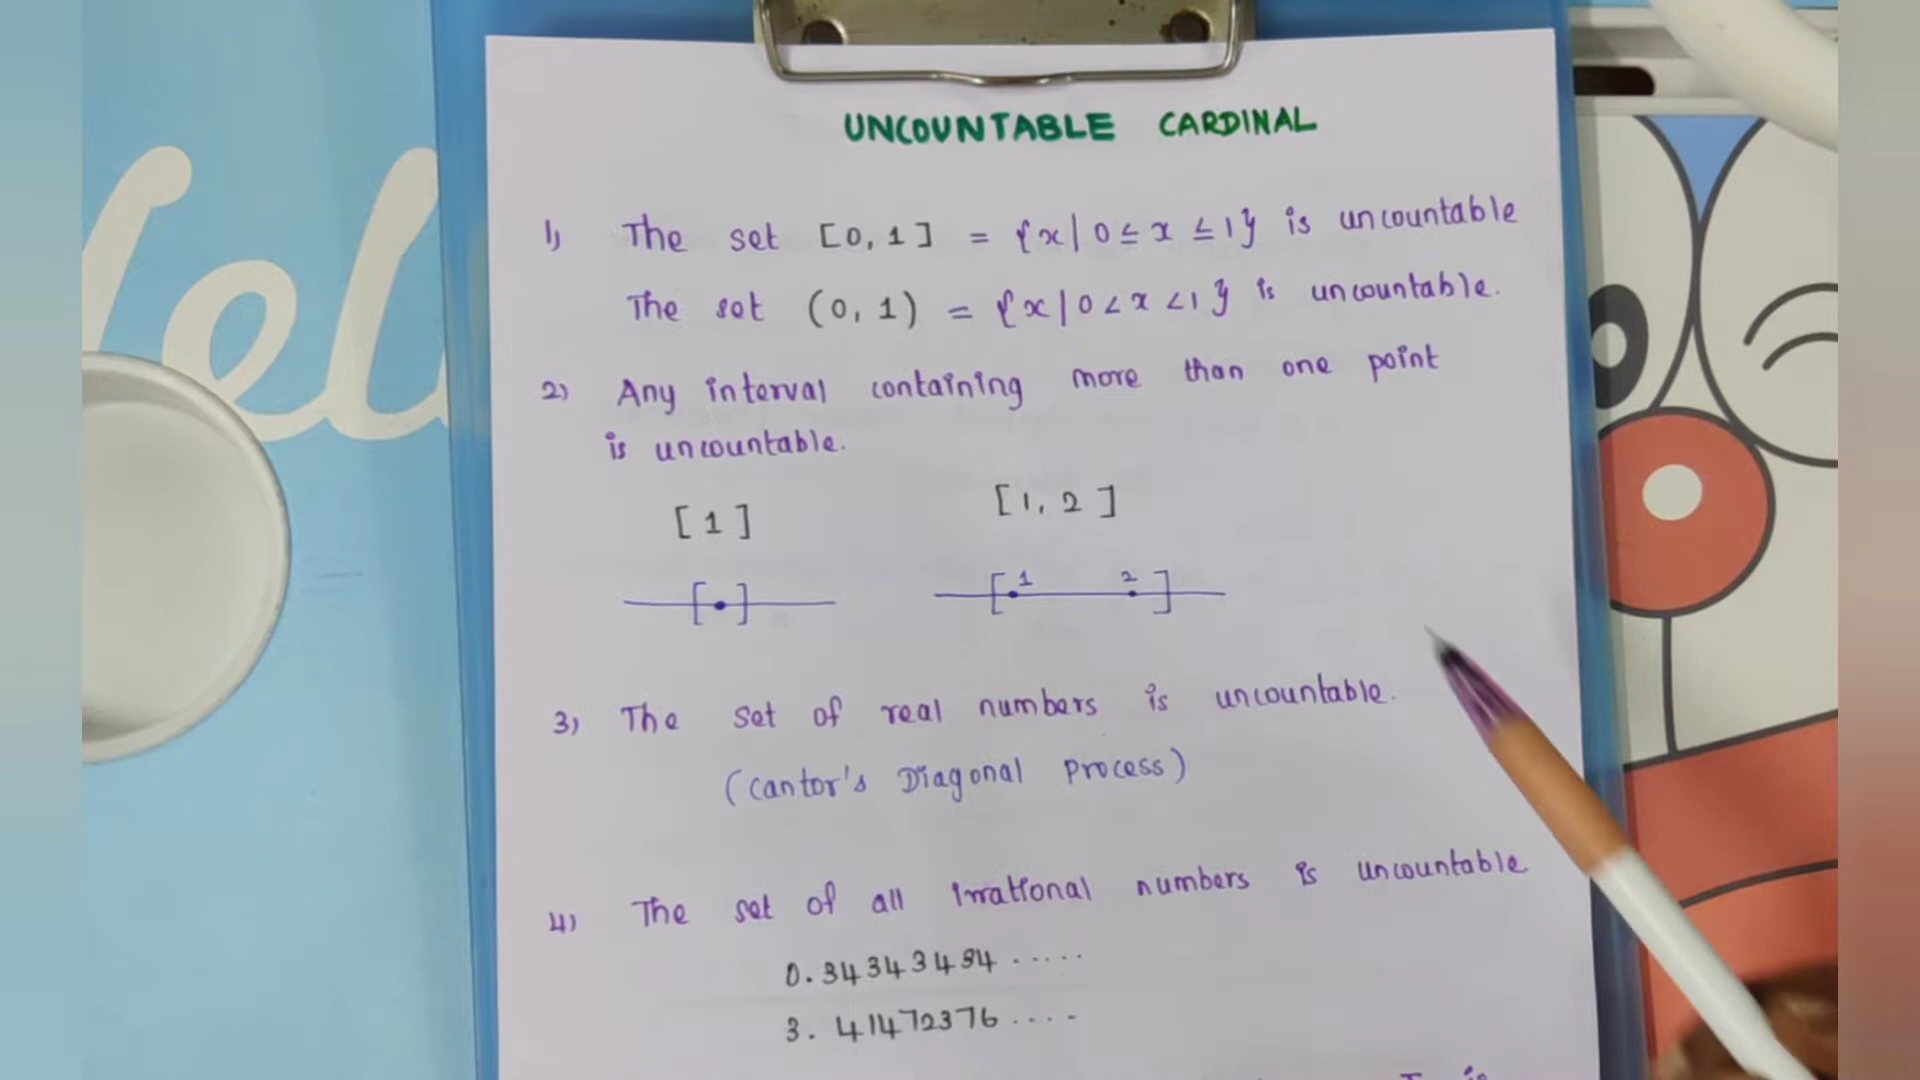 UNCOUNTABLE CARDINAL
1) The set [0, 1] = {x | 0 ≤ x ≤ 1} is uncountable
The set (0, 1) = {x | 0 < x < 1} is uncountable.
2) Any interval containing more than one point
is uncountable.
[ 1 ] [ 1, 2 ]
[ • ] [ 1 2 ]
3) The set of real numbers is uncountable.
(Cantor's Diagonal Process)
4) The set of all Irrational numbers is uncountable
0.34343434.....
3. 41472376....